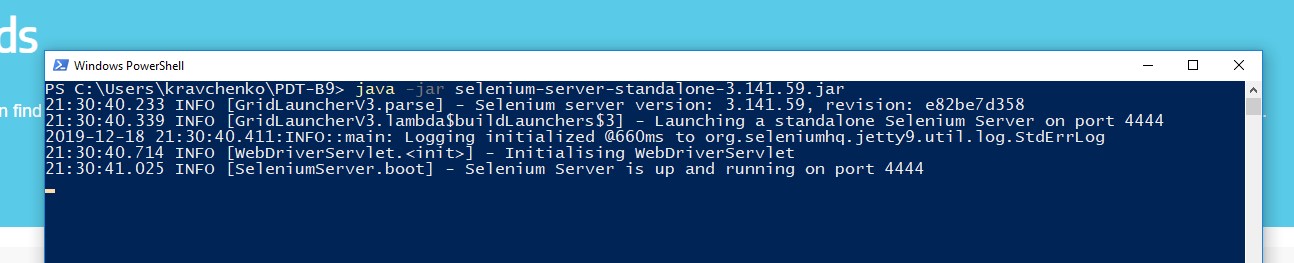 ds
Windows PowerShell
n find
PS C:\Users\kravchenko\PDT-B9> java -jar selenium-server-standalone-3.141.59.jar
21:30:40.233 INFO [GridLauncherV3.parse] - Selenium server version: 3.141.59, revision: e82be7d358
21:30:40.339 INFO [GridLauncherV3.lambda$buildLaunchers$3] - Launching a standalone Selenium Server on port 4444
2019-12-18 21:30:40.411:INFO::main: Logging initialized @660ms to org.seleniumhq.jetty9.util.log.StdErrLog
21:30:40.714 INFO [WebDriverServlet.<init>] - Initialising WebDriverServlet
21:30:41.025 INFO [SeleniumServer.boot] - Selenium Server is up and running on port 4444